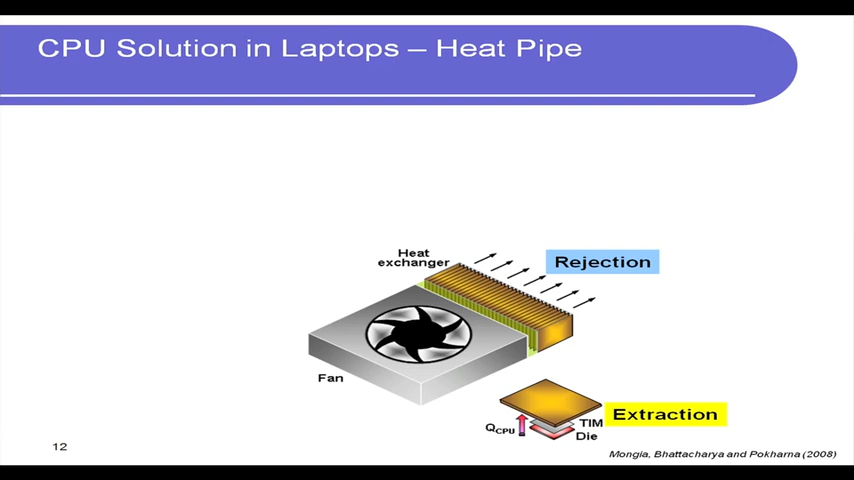 CPU Solution in Laptops – Heat Pipe
Heat
exchanger
Rejection
Fan
Extraction
QCPU
TIM
Die
12
Mongia, Bhattacharya and Pokharna (2008)